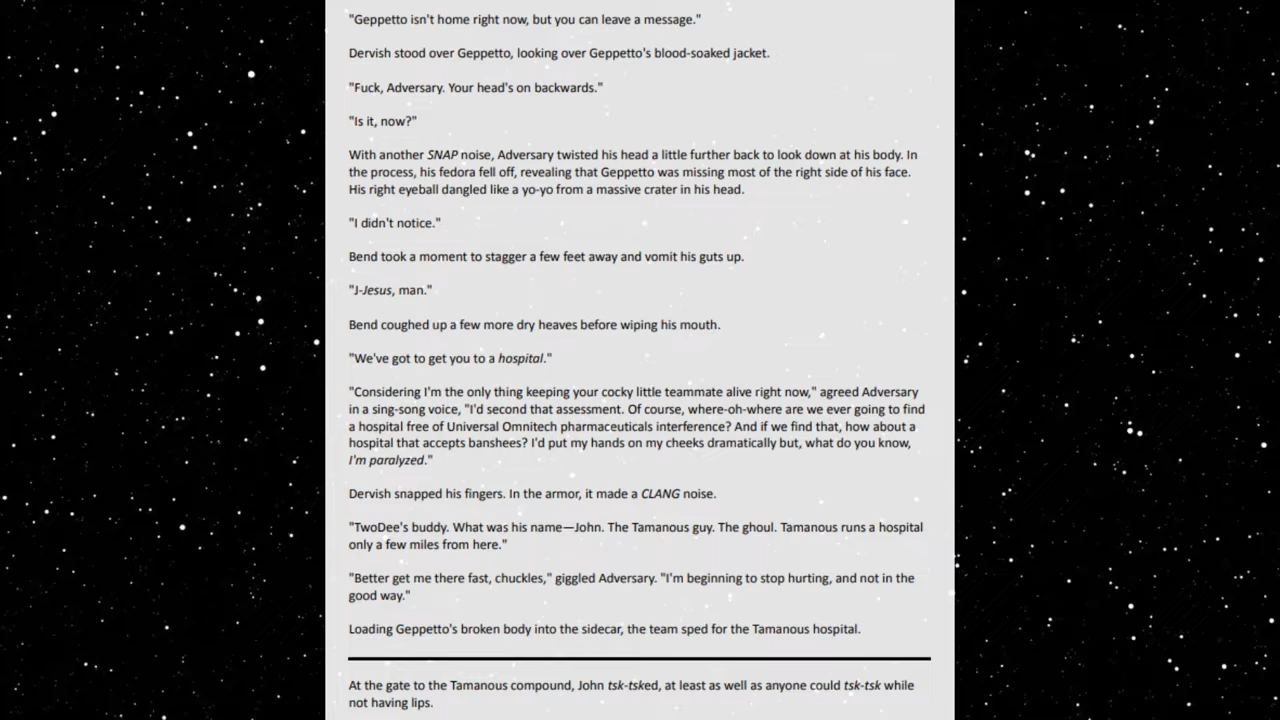 "Geppetto isn't home right now, but you can leave a message."
Dervish stood over Geppetto, looking over Geppetto's blood-soaked jacket.
"Fuck, Adversary. Your head's on backwards."
"Is it, now?"
With another SNAP noise, Adversary twisted his head a little further back to look down at his body. In
the process, his fedora fell off, revealing that Geppetto was missing most of the right side of his face.
His right eyeball dangled like a yo-yo from a massive crater in his head.
"I didn't notice."
Bend took a moment to stagger a few feet away and vomit his guts up.
"J-Jesus, man."
Bend coughed up a few more dry heaves before wiping his mouth.
"We've got to get you to a hospital."
"Considering I'm the only thing keeping your cocky little teammate alive right now," agreed Adversary
in a sing-song voice, "I'd second that assessment. Of course, where-oh-where are we ever going to find
a hospital free of Universal Omnitech pharmaceuticals interference? And if we find that, how about a
hospital that accepts banshees? I'd put my hands on my cheeks dramatically but, what do you know,
I'm paralyzed."
Dervish snapped his fingers. In the armor, it made a CLANG noise.
"TwoDee's buddy. What was his name—John. The Tamanous guy. The ghoul. Tamanous runs a hospital
only a few miles from here."
"Better get me there fast, chuckles," giggled Adversary. "I'm beginning to stop hurting, and not in the
good way."
Loading Geppetto's broken body into the sidecar, the team sped for the Tamanous hospital.
At the gate to the Tamanous compound, John tsk-tsked, at least as well as anyone could tsk-tsk while
not having lips.